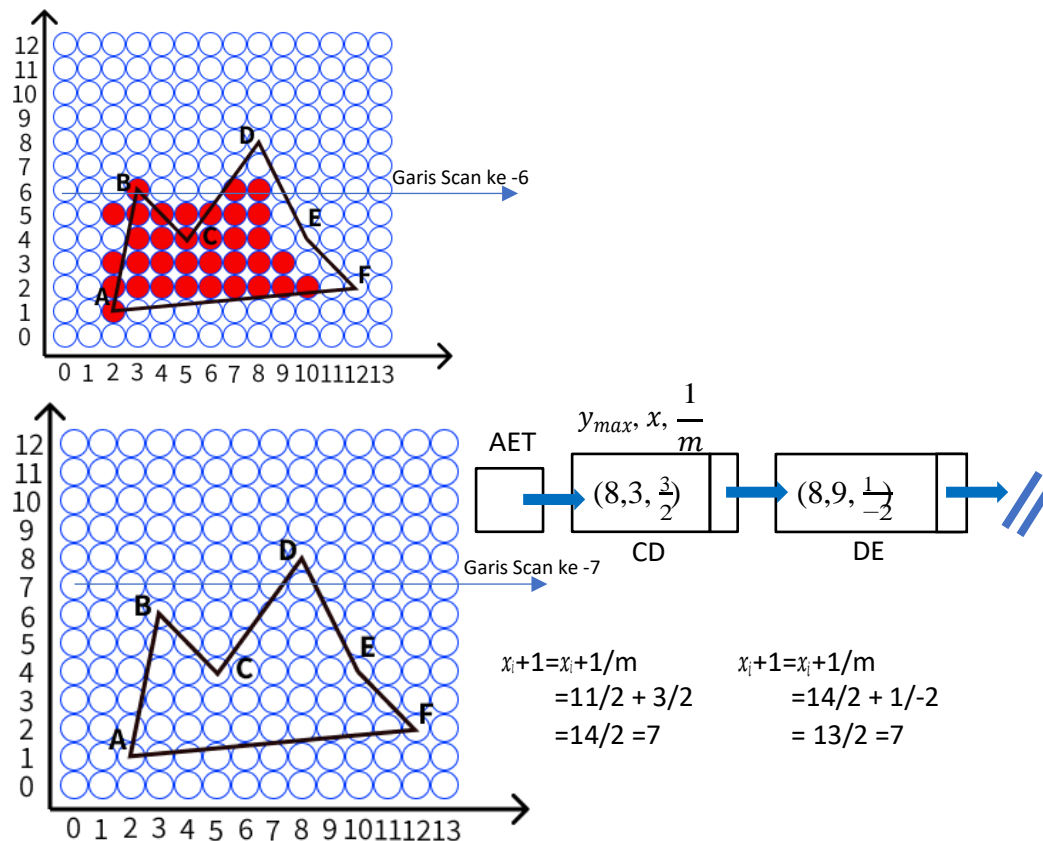 12
11
10
9
8
7
6
5
4
3
2
1
0
D
B
C
E
F
A
Garis Scan ke -6
0 1 2 3 4 5 6 7 8 9 10 11 12 13
12
11
10
9
8
7
6
5
4
3
2
1
0
D
B
C
E
F
A
Garis Scan ke -7
0 1 2 3 4 5 6 7 8 9 10 11 12 13
y_max, x, 1/m
AET
(8,3, 3/2)
(8,9, 1/-2)
CD
DE
xᵢ+1=xᵢ+1/m
=11/2 + 3/2
=14/2 =7
xᵢ+1=xᵢ+1/m
=14/2 + 1/-2
= 13/2 =7